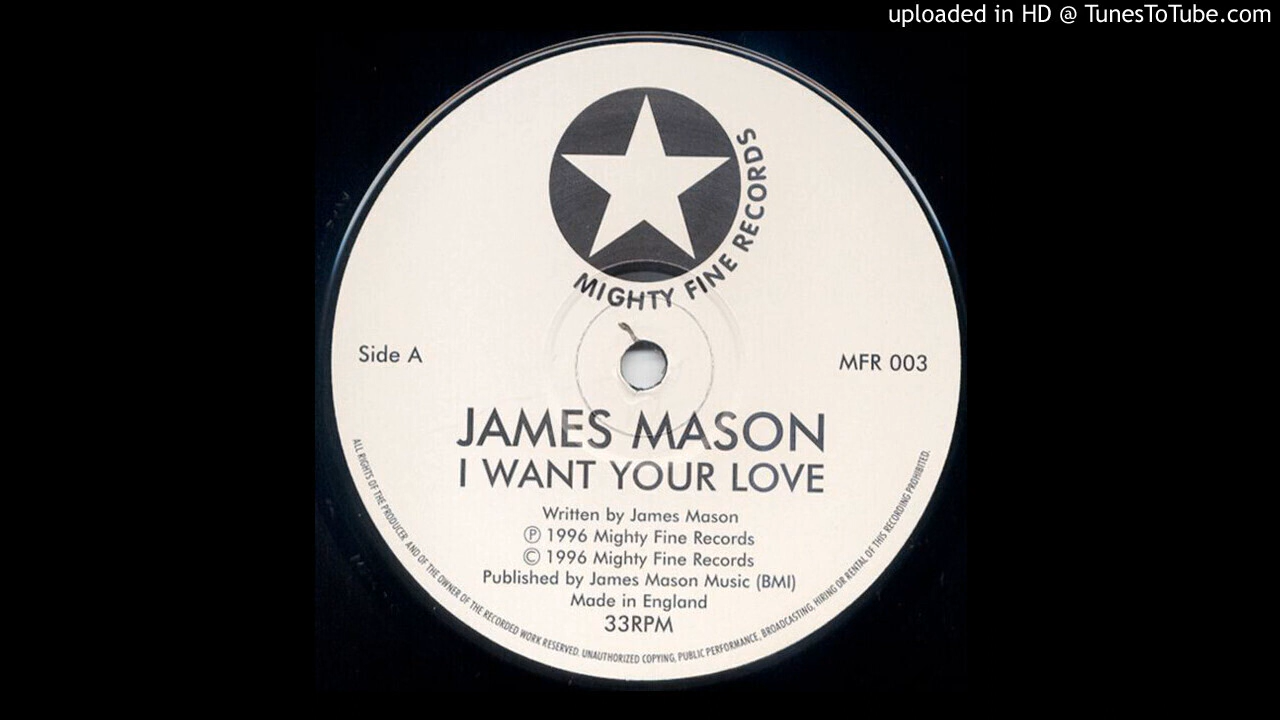 uploaded in HD @ TunesToTube.com
MIGHTY FINE RECORDS
Side A
MFR 003
JAMES MASON
I WANT YOUR LOVE
Written by James Mason
Ⓟ 1996 Mighty Fine Records
© 1996 Mighty Fine Records
Published by James Mason Music (BMI)
Made in England
33RPM
ALL RIGHTS OF THE PRODUCER AND OF THE OWNER OF THE RECORDED WORK RESERVED. UNAUTHORIZED COPYING, PUBLIC PERFORMANCE, BROADCASTING, HIRING OR RENTAL OF THIS RECORDING PROHIBITED.